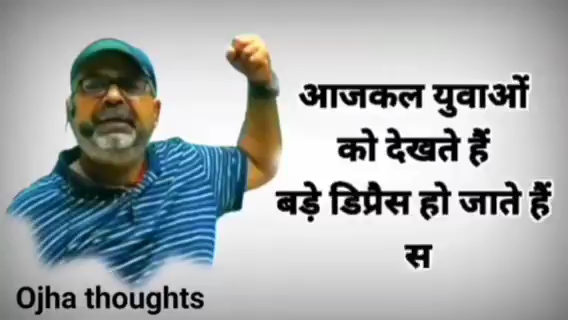 आजकल युवाओं
को देखते हैं
बड़े डिप्रैस हो जाते हैं
स
Ojha thoughts